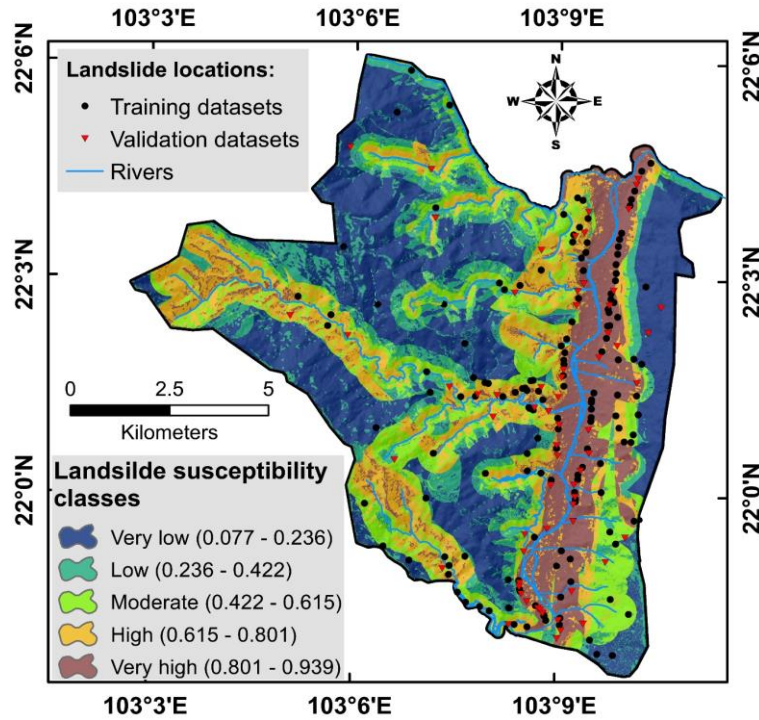 103°3'E 103°6'E 103°9'E
22°6'N 22°6'N
Landslide locations:
Training datasets
Validation datasets
Rivers
N
W E
S
22°3'N 22°3'N
0 2.5 5
Kilometers
22°0'N 22°0'N
Landsilde susceptibility
classes
Very low (0.077 - 0.236)
Low (0.236 - 0.422)
Moderate (0.422 - 0.615)
High (0.615 - 0.801)
Very high (0.801 - 0.939)
103°3'E 103°6'E 103°9'E